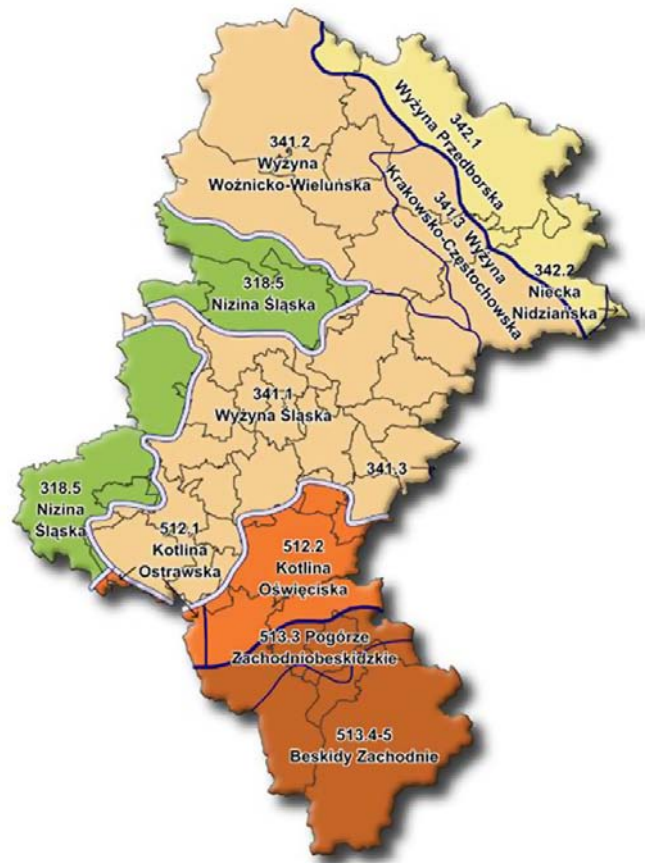 342.1
Wyżyna Przedborska
341.2
Wyżyna
Woźnicko-Wieluńska
341.3 Wyżyna
Krakowsko-Częstochowska
342.2
Niecka
Nidziańska
318.5
Nizina Śląska
341.1
Wyżyna Śląska
341.3
318.5
Nizina
Śląska
512.1
Kotlina
Ostrawska
512.2
Kotlina
Oświęciska
513.3 Pogórze
Zachodniobeskidzkie
513.4-5
Beskidy Zachodnie